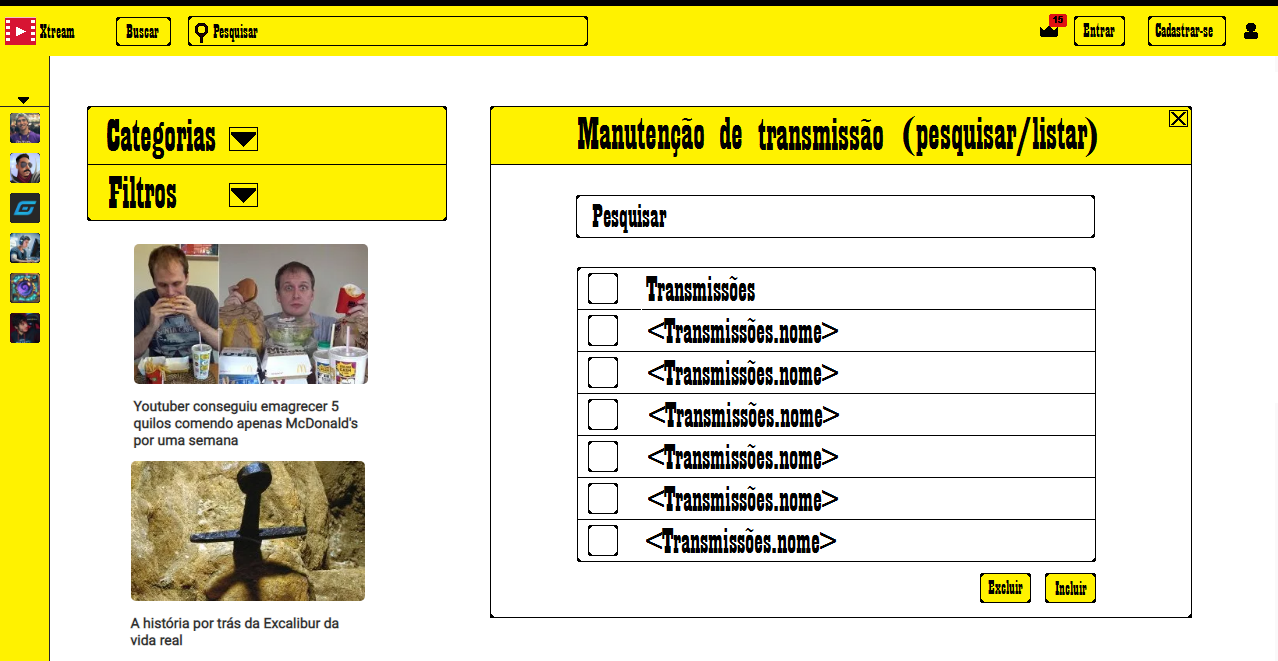 Xtream
Buscar
Pesquisar
15
Entrar
Cadastrar-se
Categorias
Filtros
Youtuber conseguiu emagrecer 5
quilos comendo apenas McDonald's
por uma semana
A história por trás da Excalibur da
vida real
Manutenção de transmissão (pesquisar/listar)
Pesquisar
Transmissões
<Transmissões.nome>
<Transmissões.nome>
<Transmissões.nome>
<Transmissões.nome>
<Transmissões.nome>
<Transmissões.nome>
Excluir
Incluir